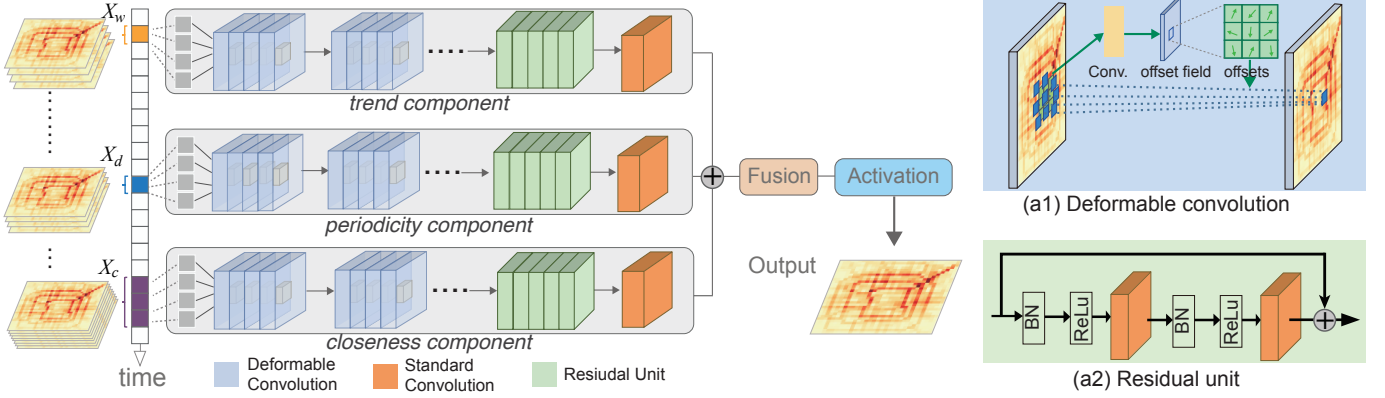 X_w
trend component
X_d
periodicity component
X_c
closeness component
time
Deformable
Convolution
Standard
Convolution
Resiudal Unit
Fusion
Activation
Output
Conv.
offset field
offsets
(a1) Deformable convolution
BN
ReLu
BN
ReLu
(a2) Residual unit